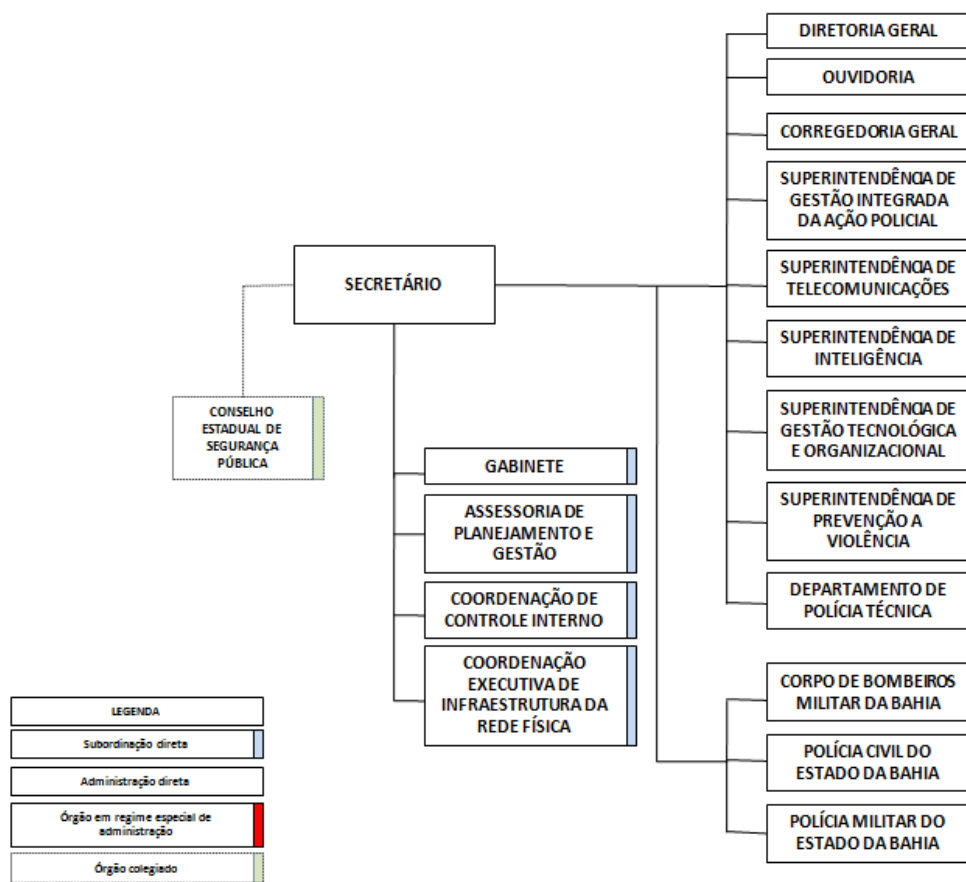 DIRETORIA GERAL
OUVIDORIA
CORREGEDORIA GERAL
SUPERINTENDÊNCIA DE
GESTÃO INTEGRADA
DA AÇÃO POLICIAL
SECRETÁRIO
SUPERINTENDÊNCIA DE
TELECOMUNICAÇÕES
SUPERINTENDÊNCIA DE
INTELIGÊNCIA
CONSELHO
ESTADUAL DE
SEGURANÇA
PÚBLICA
SUPERINTENDÊNCIA DE
GESTÃO TECNOLÓGICA
E ORGANIZACIONAL
GABINETE
ASSESSORIA DE
PLANEJAMENTO E
GESTÃO
SUPERINTENDÊNCIA DE
PREVENÇÃO A
VIOLÊNCIA
COORDENAÇÃO DE
CONTROLE INTERNO
DEPARTAMENTO DE
POLÍCIA TÉCNICA
COORDENAÇÃO
EXECUTIVA DE
INFRAESTRUTURA DA
REDE FÍSICA
CORPO DE BOMBEIROS
MILITAR DA BAHIA
POLÍCIA CIVIL DO
ESTADO DA BAHIA
POLÍCIA MILITAR DO
ESTADO DA BAHIA
LEGENDA
Subordinação direta
Administração direta
Órgão em regime especial de
administração
Órgão colegiado